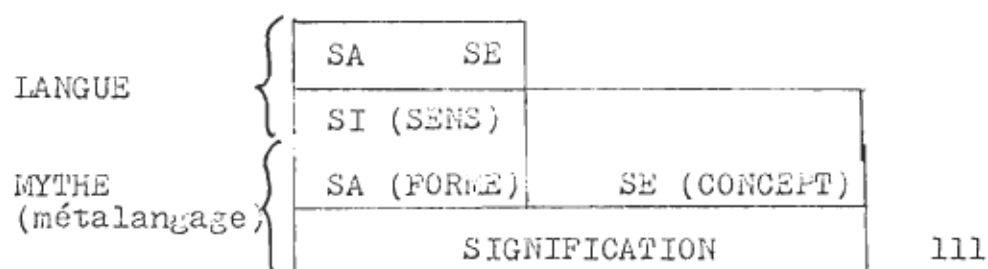 SA SE
LANGUE
SI (SENS)
MYTHE SA (FORME) SE (CONCEPT)
(métalangage)
SIGNIFICATION 111